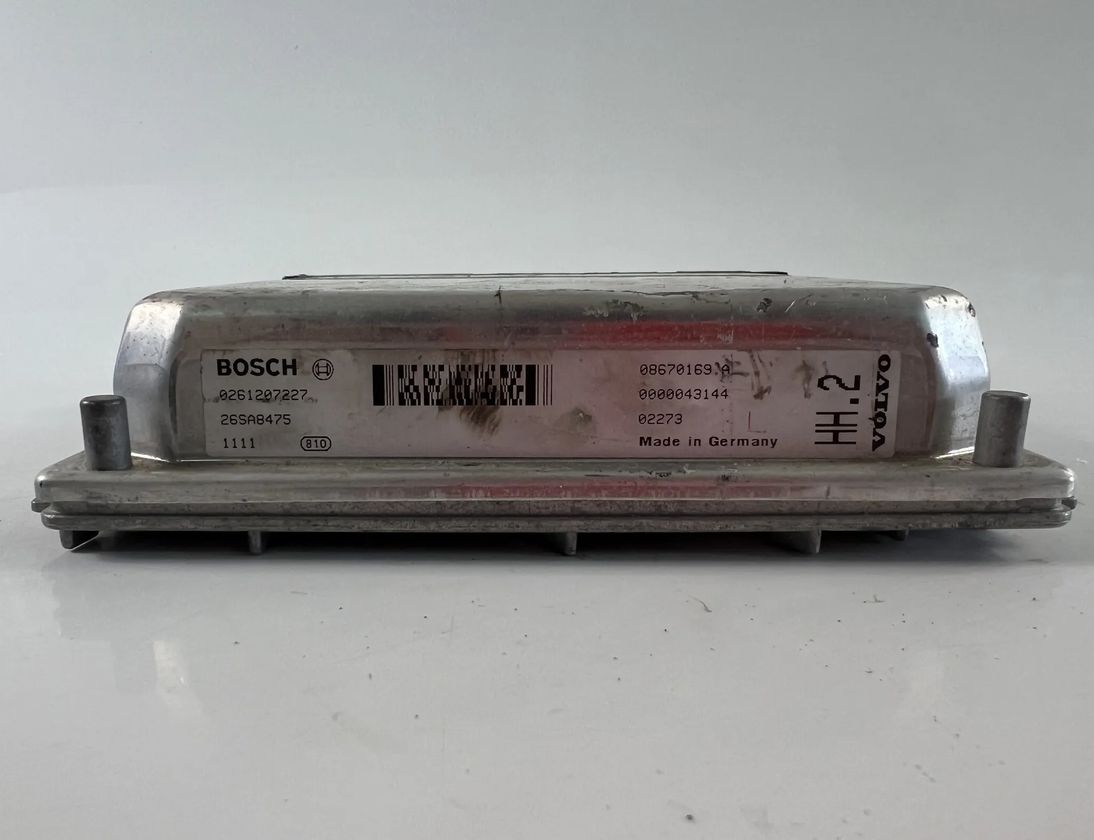 BOSCH
0261207227
26SA8475
1111 810
08670169 A
0000043144
02273
Made in Germany
HH.2
VOLVO